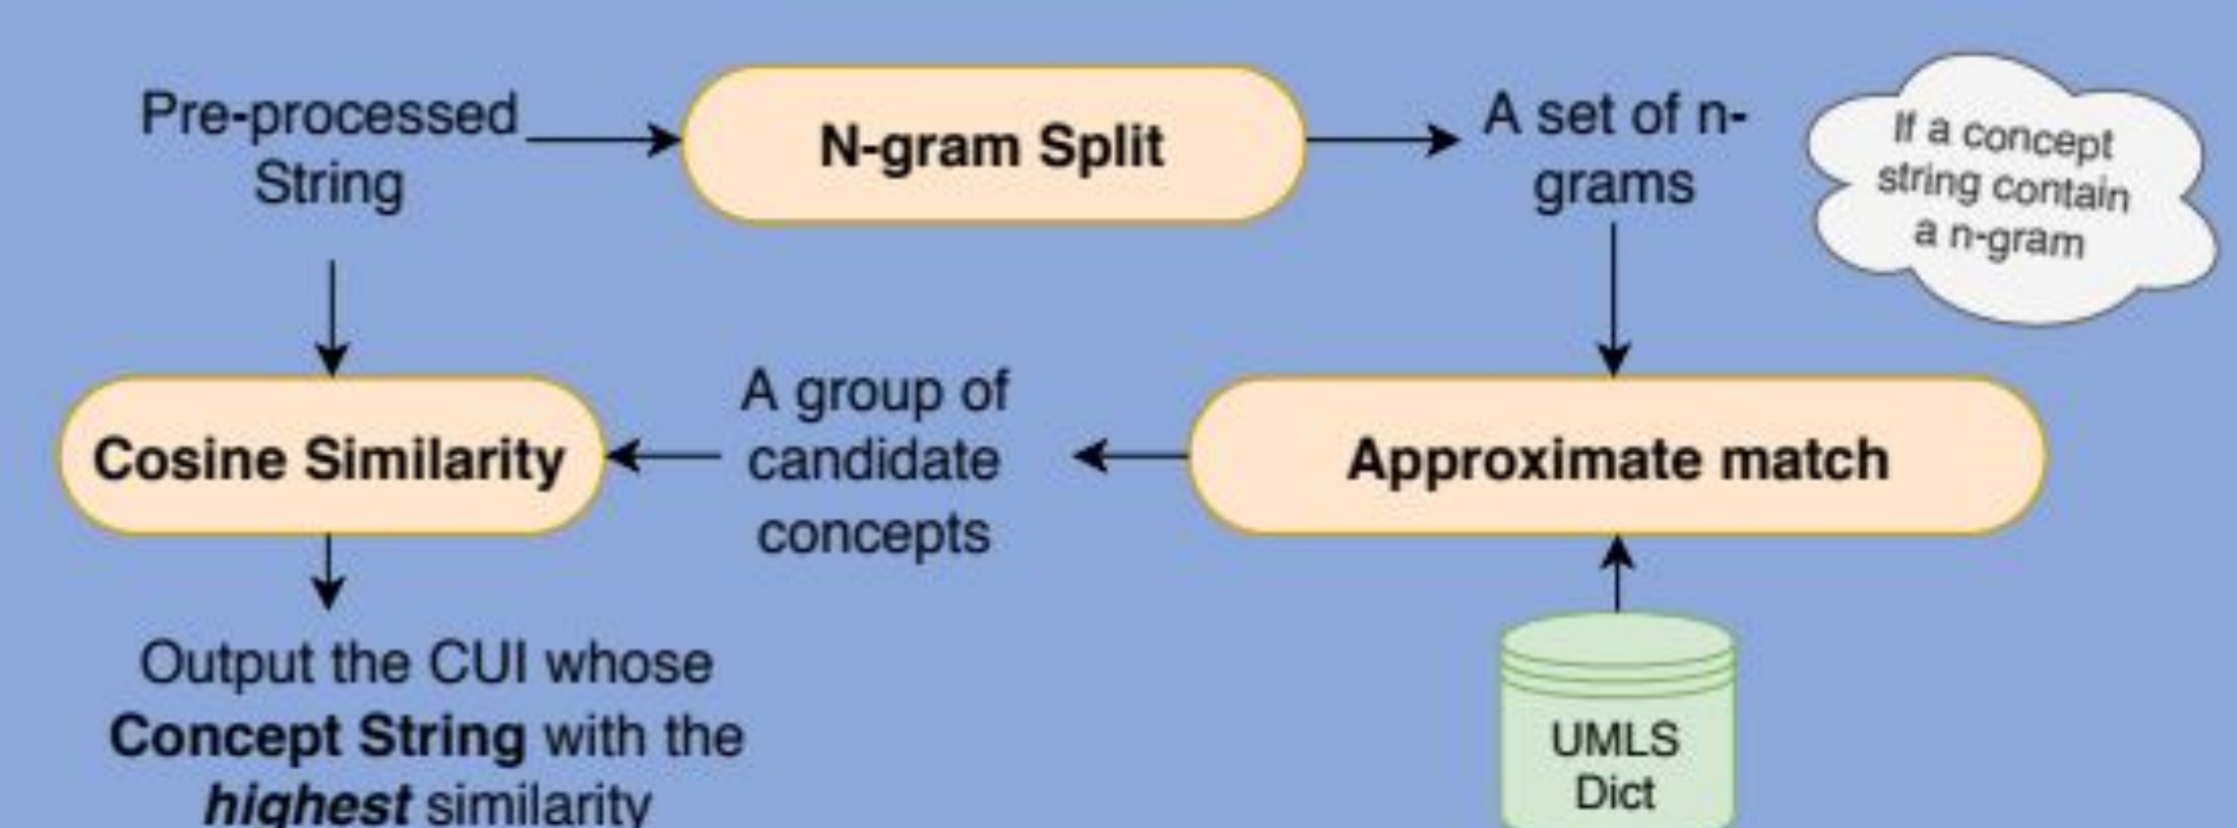 Pre-processed
String
N-gram Split
A set of n-
grams
If a concept
string contain
a n-gram
Cosine Similarity
A group of
candidate
concepts
Approximate match
Output the CUI whose
Concept String with the
highest similarity
UMLS
Dict